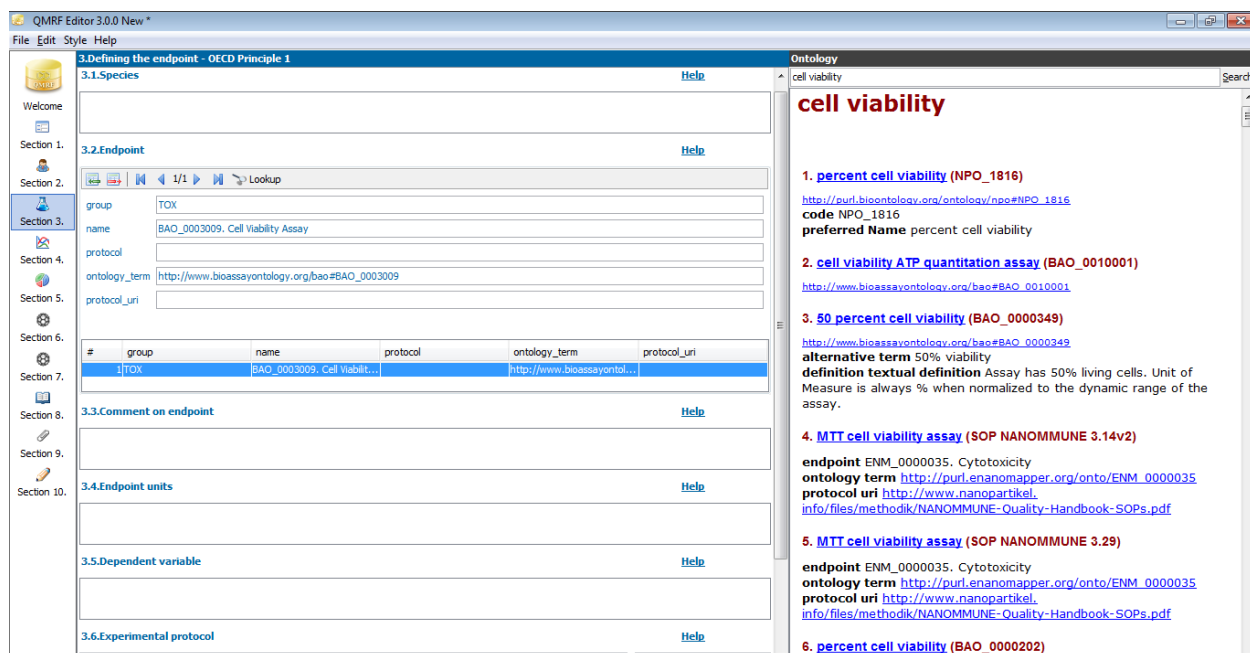 QMRF Editor 3.0.0 New *
File Edit Style Help
QMRF
Welcome
Section 1.
Section 2.
Section 3.
Section 4.
Section 5.
Section 6.
Section 7.
Section 8.
Section 9.
Section 10.
3.Defining the endpoint - OECD Principle 1
3.1.Species Help
3.2.Endpoint Help
1/1 Lookup
group TOX
name BAO_0003009. Cell Viability Assay
protocol
ontology_term http://www.bioassayontology.org/bao#BAO_0003009
protocol_uri
# group name protocol ontology_term protocol_uri
1 TOX BAO_0003009. Cell Viabilit... http://www.bioassayontol...
3.3.Comment on endpoint Help
3.4.Endpoint units Help
3.5.Dependent variable Help
3.6.Experimental protocol Help
Ontology
cell viability Search
cell viability
1. percent cell viability (NPO_1816)
http://purl.bioontology.org/ontology/npo#NPO_1816
code NPO_1816
preferred Name percent cell viability
2. cell viability ATP quantitation assay (BAO_0010001)
http://www.bioassayontology.org/bao#BAO_0010001
3. 50 percent cell viability (BAO_0000349)
http://www.bioassayontology.org/bao#BAO_0000349
alternative term 50% viability
definition textual definition Assay has 50% living cells. Unit of
Measure is always % when normalized to the dynamic range of the
assay.
4. MTT cell viability assay (SOP NANOMMUNE 3.14v2)
endpoint ENM_0000035. Cytotoxicity
ontology term http://purl.enanomapper.org/onto/ENM_0000035
protocol uri http://www.nanopartikel.
info/files/methodik/NANOMMUNE-Quality-Handbook-SOPs.pdf
5. MTT cell viability assay (SOP NANOMMUNE 3.29)
endpoint ENM_0000035. Cytotoxicity
ontology term http://purl.enanomapper.org/onto/ENM_0000035
protocol uri http://www.nanopartikel.
info/files/methodik/NANOMMUNE-Quality-Handbook-SOPs.pdf
6. percent cell viability (BAO_0000202)